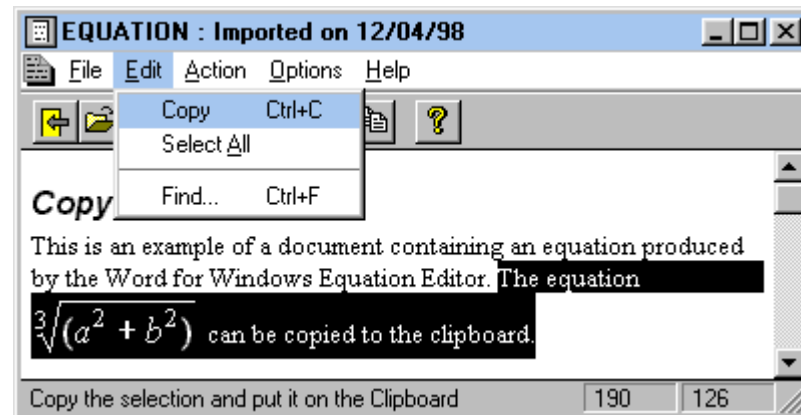 EQUATION : Imported on 12/04/98
File Edit Action Options Help
Copy Ctrl+C
Select All
Find... Ctrl+F
Copy
This is an example of a document containing an equation produced
by the Word for Windows Equation Editor. The equation
∛(a² + b²) can be copied to the clipboard.
Copy the selection and put it on the Clipboard 190 126